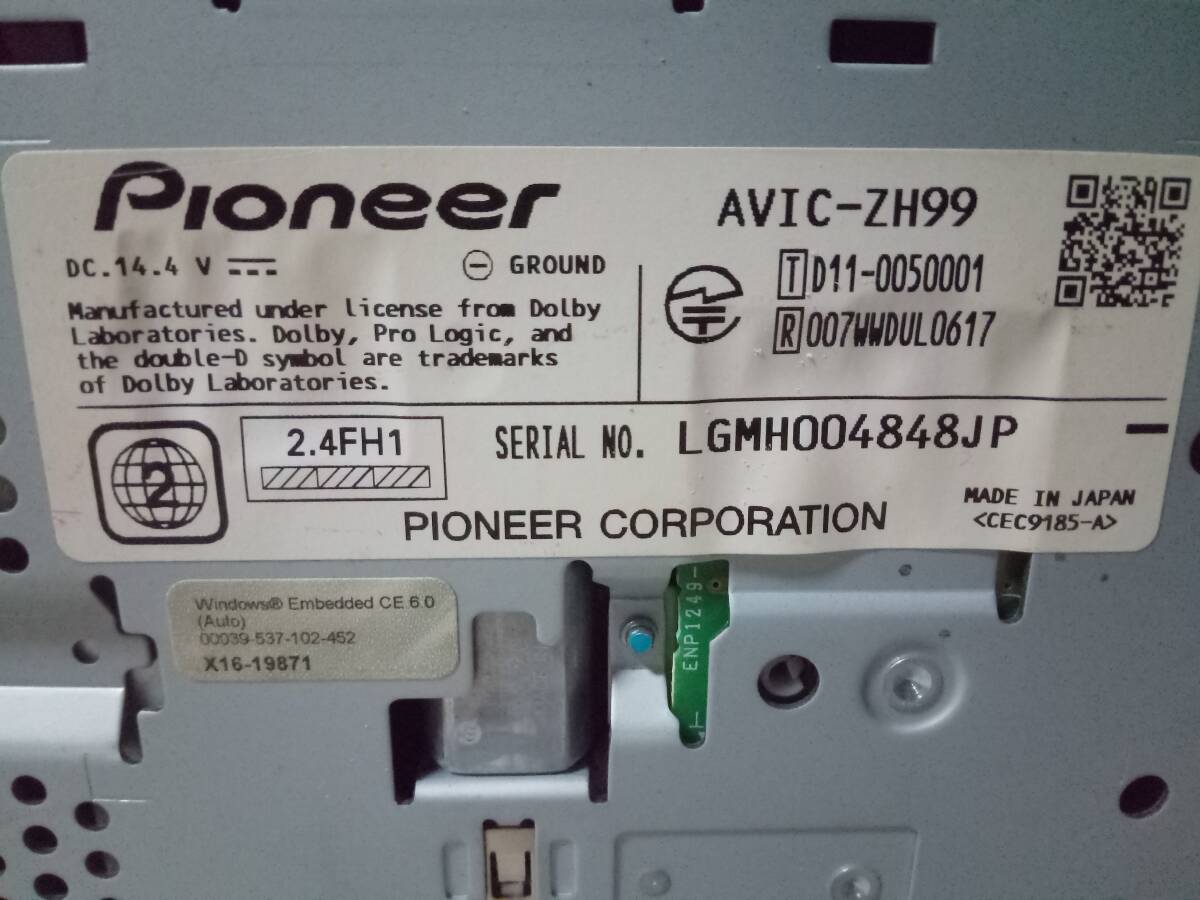 Pioneer
AVIC-ZH99
DC.14.4 V
GROUND
T D11-0050001
R 007WWDUL0617
Manufactured under license from Dolby
Laboratories. Dolby, Pro Logic, and
the double-D symbol are trademarks
of Dolby Laboratories.
2
2.4FH1
SERIAL NO. LGMH004848JP
PIONEER CORPORATION
MADE IN JAPAN
<CEC9185-A>
Windows® Embedded CE 6.0
(Auto)
00039-537-102-452
X16-19871
ENP1249-